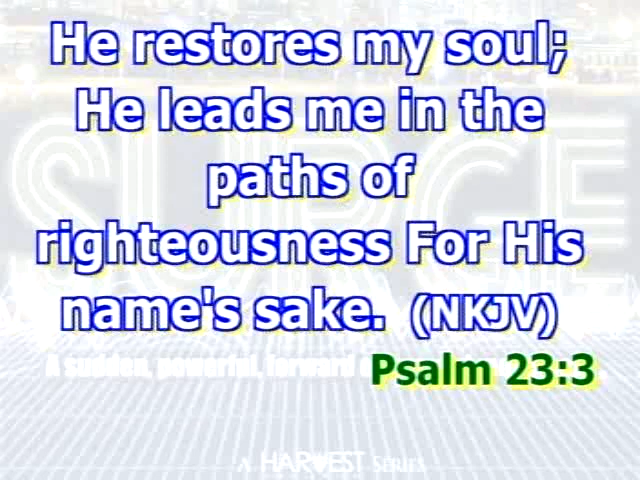 He restores my soul;
He leads me in the
paths of
righteousness For His
name's sake. (NKJV)
Psalm 23:3
SURGE
A sudden, powerful, forward
A HARVEST SERIES